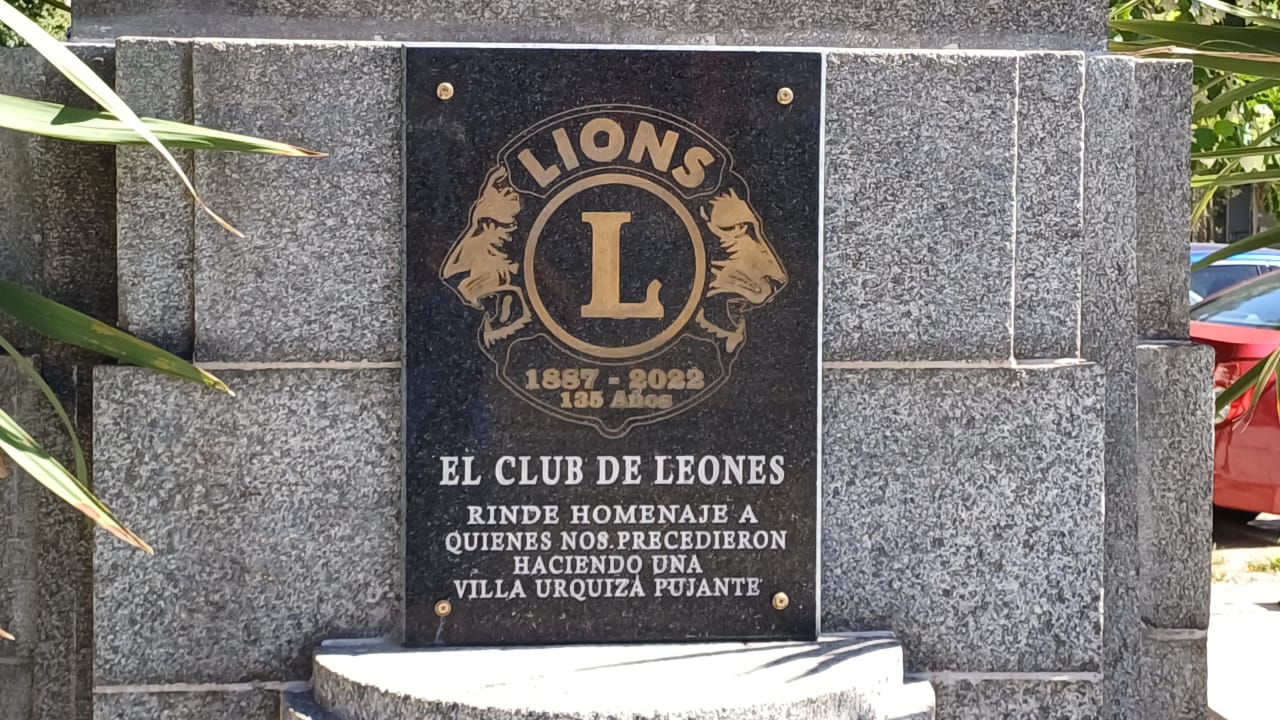 LIONS
L
1887 - 2022
135 Años
EL CLUB DE LEONES
RINDE HOMENAJE A
QUIENES NOS PRECEDIERON
HACIENDO UNA
VILLA URQUIZA PUJANTE